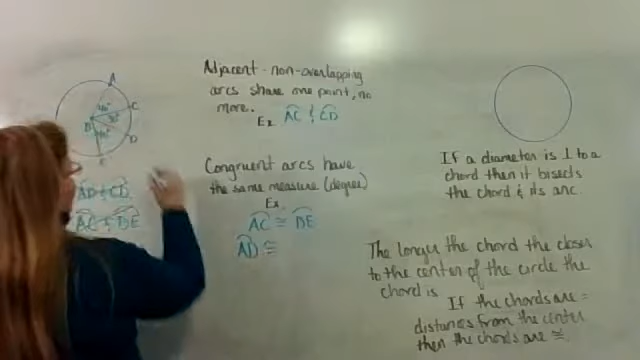 A
C
D
E
B
Adjacent - non-overlapping
arcs share one point, no
more.
Ex AC & CD
Congruent arcs have
the same measure (degree)
Ex.
AC ≅ DE
AD ≅
AD & CD
AC & DE
If a diameter is ⊥ to a
chord then it bisects
the chord & its arc.
The longer the chord the closer
to the center of the circle the
chord is
If the chords are =
distances from the center
then the chords are ≅.